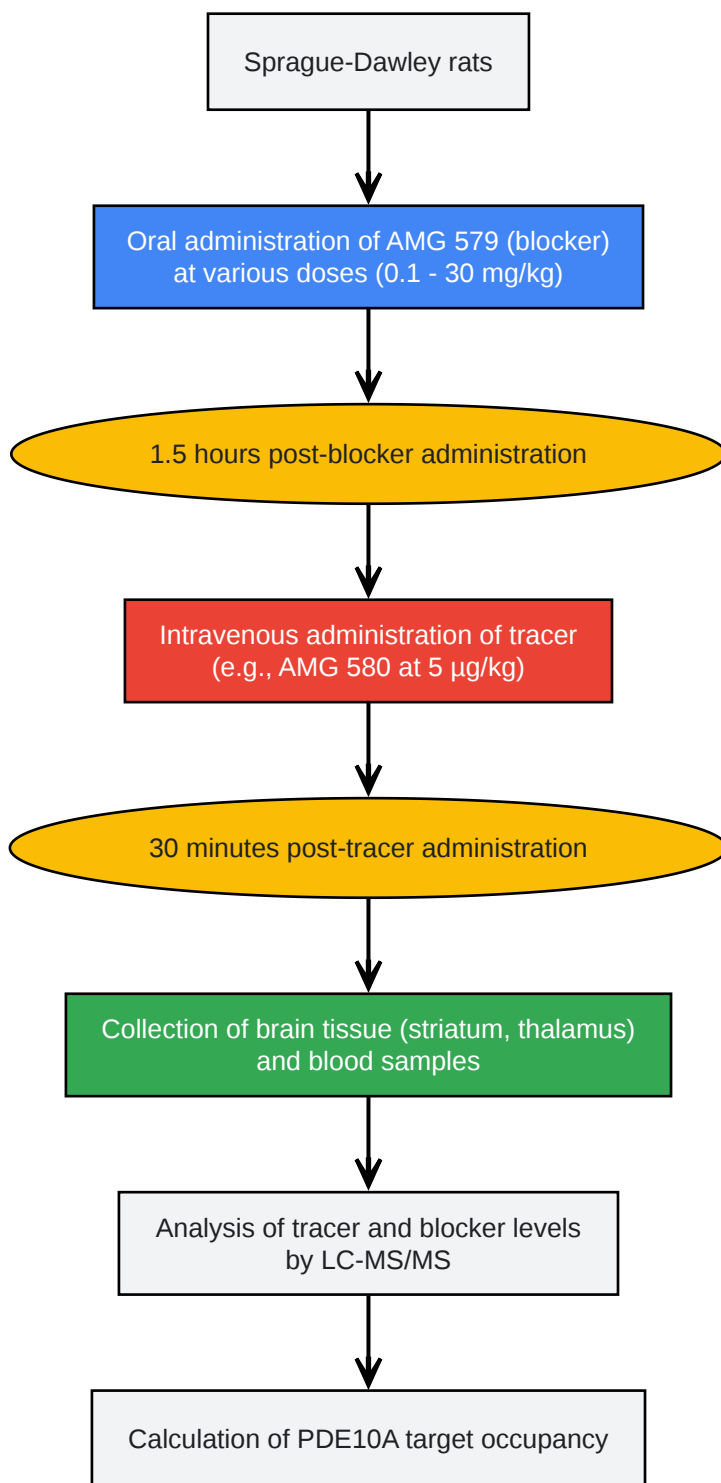 Sprague-Dawley rats
Oral administration of AMG 579 (blocker)
at various doses (0.1 - 30 mg/kg)
1.5 hours post-blocker administration
Intravenous administration of tracer
(e.g., AMG 580 at 5 µg/kg)
30 minutes post-tracer administration
Collection of brain tissue (striatum, thalamus)
and blood samples
Analysis of tracer and blocker levels
by LC-MS/MS
Calculation of PDE10A target occupancy